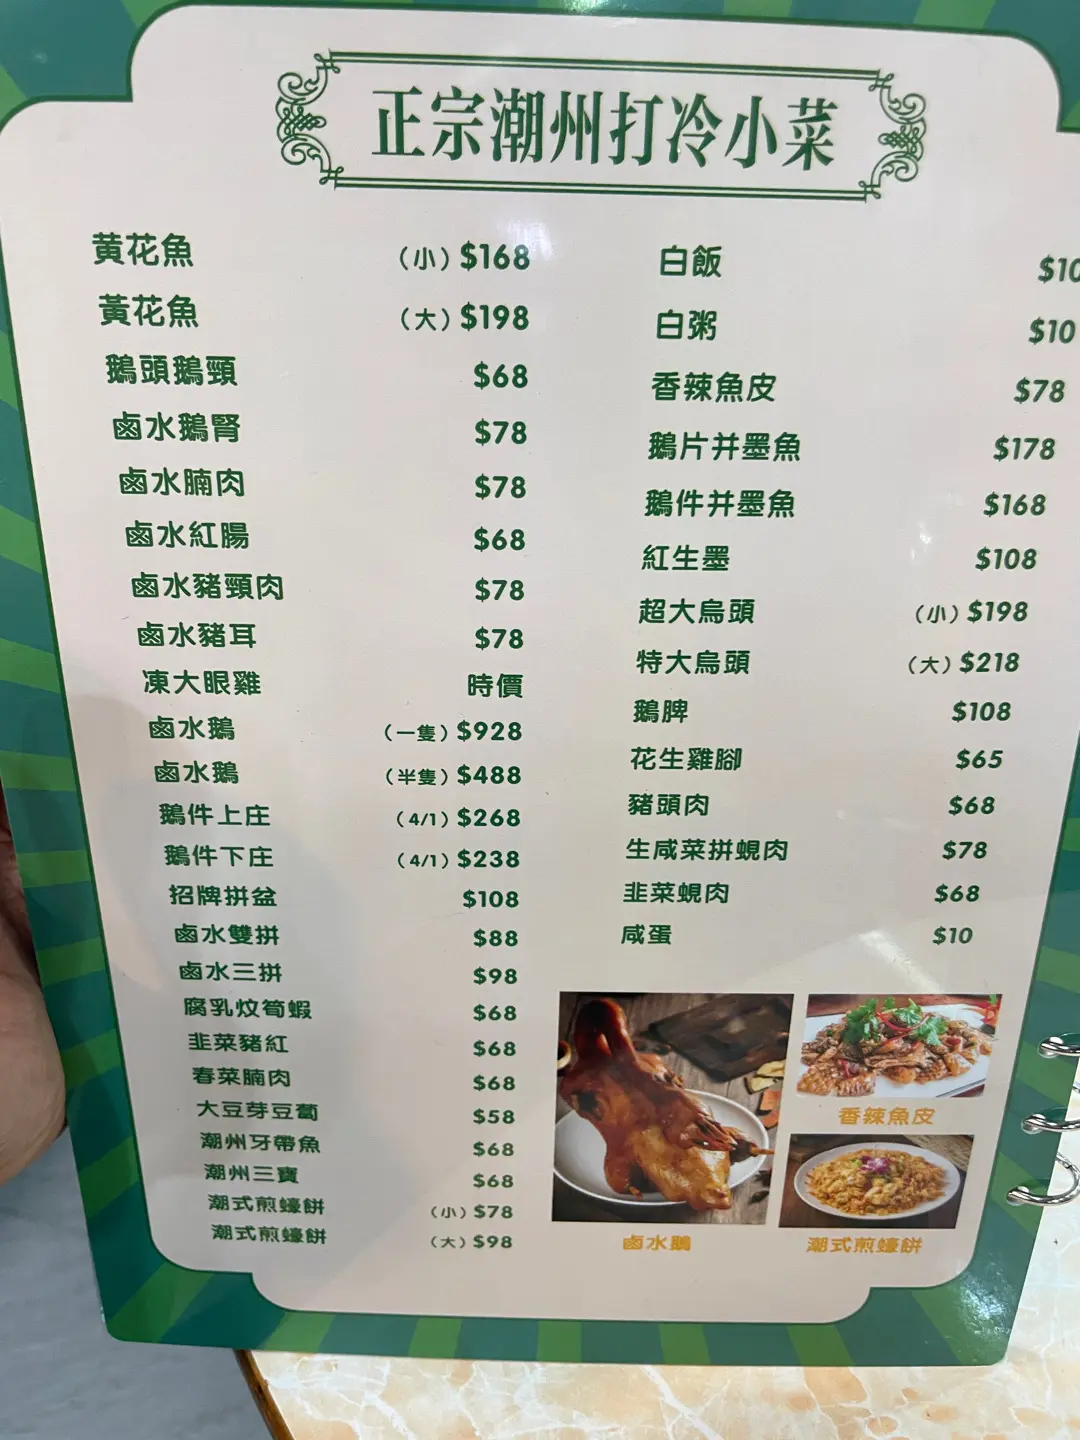 正宗潮州打冷小菜
黄花魚 （小）$168
黃花魚 （大）$198
鵝頭鵝頸 $68
鹵水鵝腎 $78
鹵水腩肉 $78
鹵水紅腸 $68
鹵水豬頸肉 $78
鹵水豬耳 $78
凍大眼雞 時價
鹵水鵝 （一隻）$928
鹵水鵝 （半隻）$488
鵝件上庄 （4/1）$268
鵝件下庄 （4/1）$238
招牌拼盆 $108
鹵水雙拼 $88
鹵水三拼 $98
腐乳炆筍蝦 $68
韭菜豬紅 $68
春菜腩肉 $68
大豆芽豆蔔 $58
潮州牙帶魚 $68
潮州三寶 $68
潮式煎蠔餅 （小）$78
潮式煎蠔餅 （大）$98
白飯 $10
白粥 $10
香辣魚皮 $78
鵝片并墨魚 $178
鵝件并墨魚 $168
紅生墨 $108
超大烏頭 （小）$198
特大烏頭 （大）$218
鵝脾 $108
花生雞腳 $65
豬頭肉 $68
生咸菜拼蜆肉 $78
韭菜蜆肉 $68
咸蛋 $10
香辣魚皮
鹵水鵝
潮式煎蠔餅